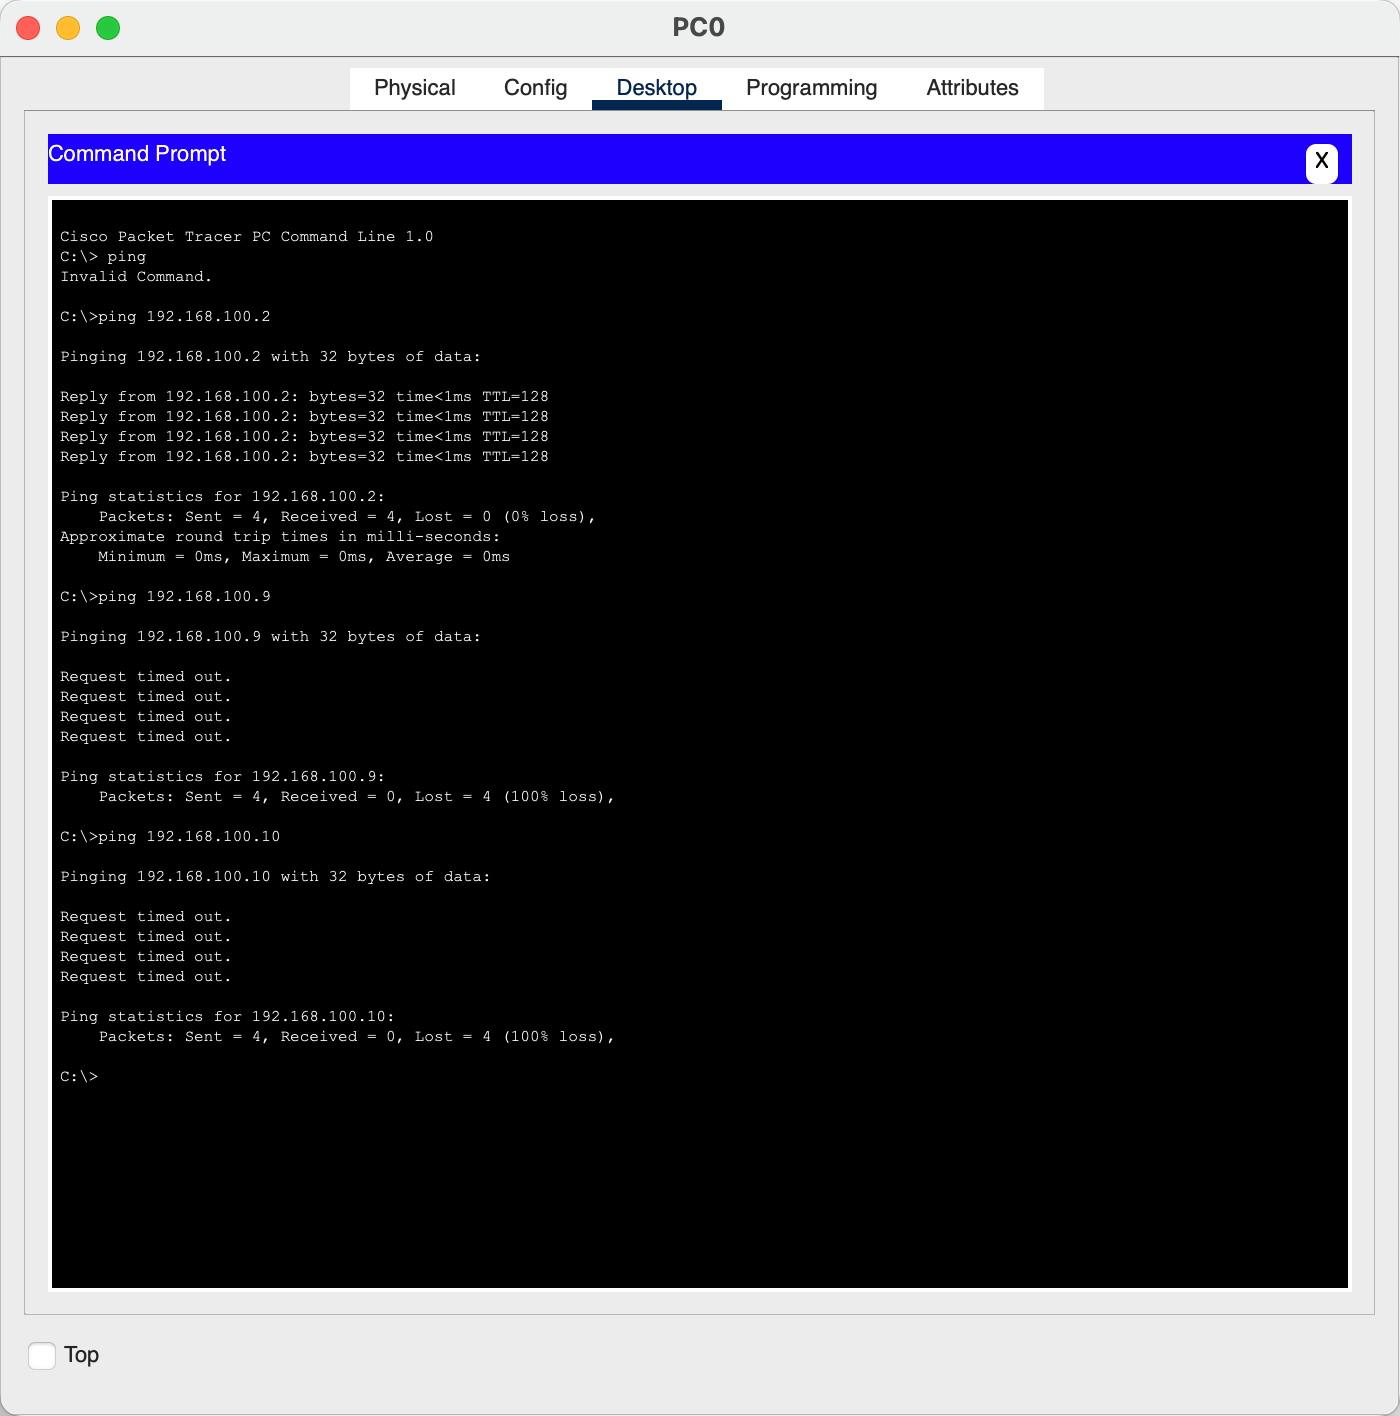 PC0
Physical Config Desktop Programming Attributes
Command Prompt
X
Cisco Packet Tracer PC Command Line 1.0
C:\> ping
Invalid Command.
C:\>ping 192.168.100.2
Pinging 192.168.100.2 with 32 bytes of data:
Reply from 192.168.100.2: bytes=32 time<1ms TTL=128
Reply from 192.168.100.2: bytes=32 time<1ms TTL=128
Reply from 192.168.100.2: bytes=32 time<1ms TTL=128
Reply from 192.168.100.2: bytes=32 time<1ms TTL=128
Ping statistics for 192.168.100.2:
    Packets: Sent = 4, Received = 4, Lost = 0 (0% loss),
Approximate round trip times in milli-seconds:
    Minimum = 0ms, Maximum = 0ms, Average = 0ms
C:\>ping 192.168.100.9
Pinging 192.168.100.9 with 32 bytes of data:
Request timed out.
Request timed out.
Request timed out.
Request timed out.
Ping statistics for 192.168.100.9:
    Packets: Sent = 4, Received = 0, Lost = 4 (100% loss),
C:\>ping 192.168.100.10
Pinging 192.168.100.10 with 32 bytes of data:
Request timed out.
Request timed out.
Request timed out.
Request timed out.
Ping statistics for 192.168.100.10:
    Packets: Sent = 4, Received = 0, Lost = 4 (100% loss),
C:\>
Top